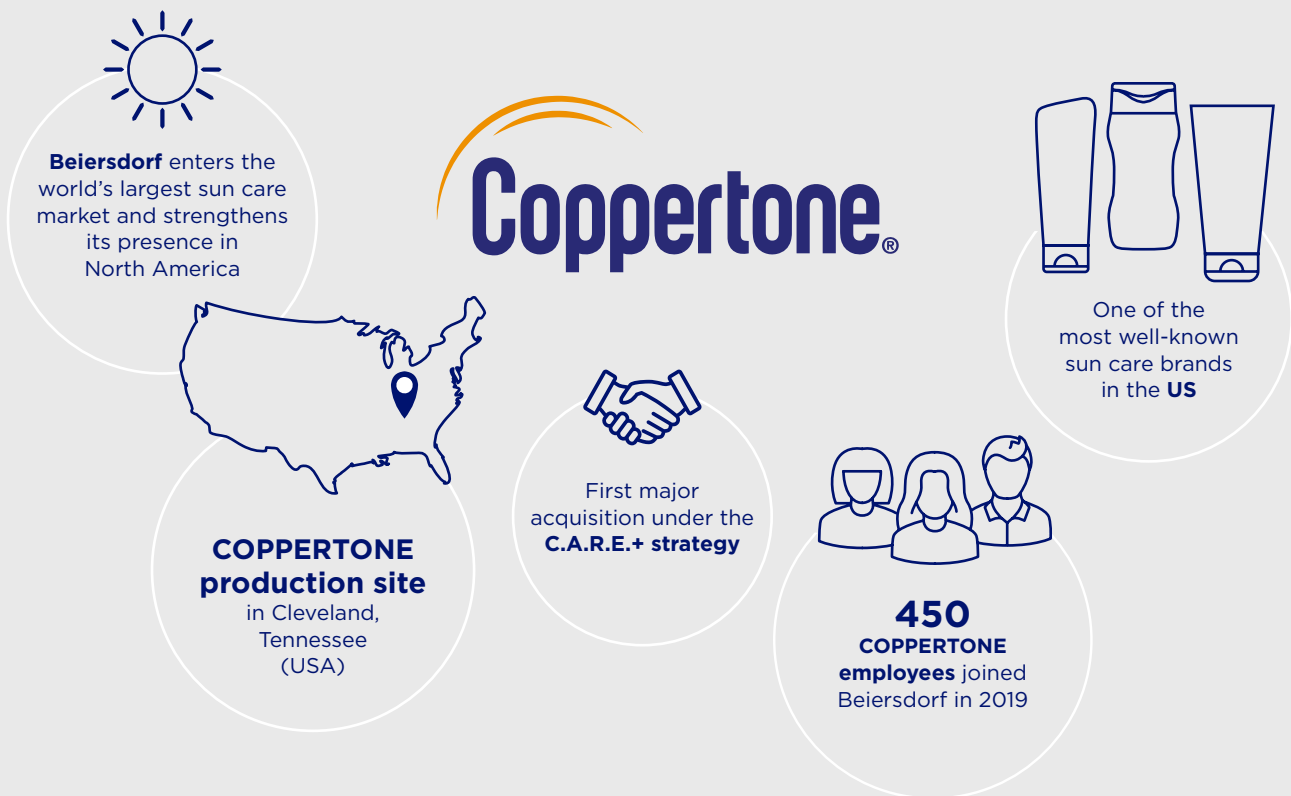 Beiersdorf enters the
world’s largest sun care
market and strengthens
its presence in
North America
Coppertone®
One of the
most well-known
sun care brands
in the US
COPPERTONE
production site
in Cleveland,
Tennessee
(USA)
First major
acquisition under the
C.A.R.E.+ strategy
450
COPPERTONE
employees joined
Beiersdorf in 2019